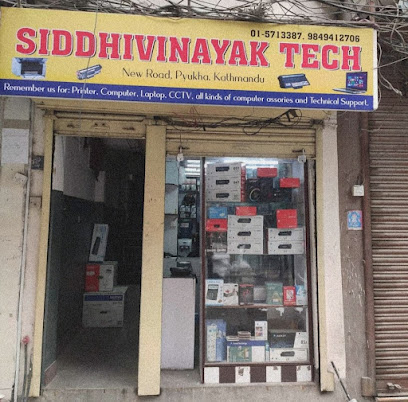 01-5713387, 9849412706
SIDDHIVINAYAK TECH
New Road, Pyukha, Kathmandu
Remember us for: Printer, Computer, Laptop, CCTV, all kinds of computer assories and Technical Support.